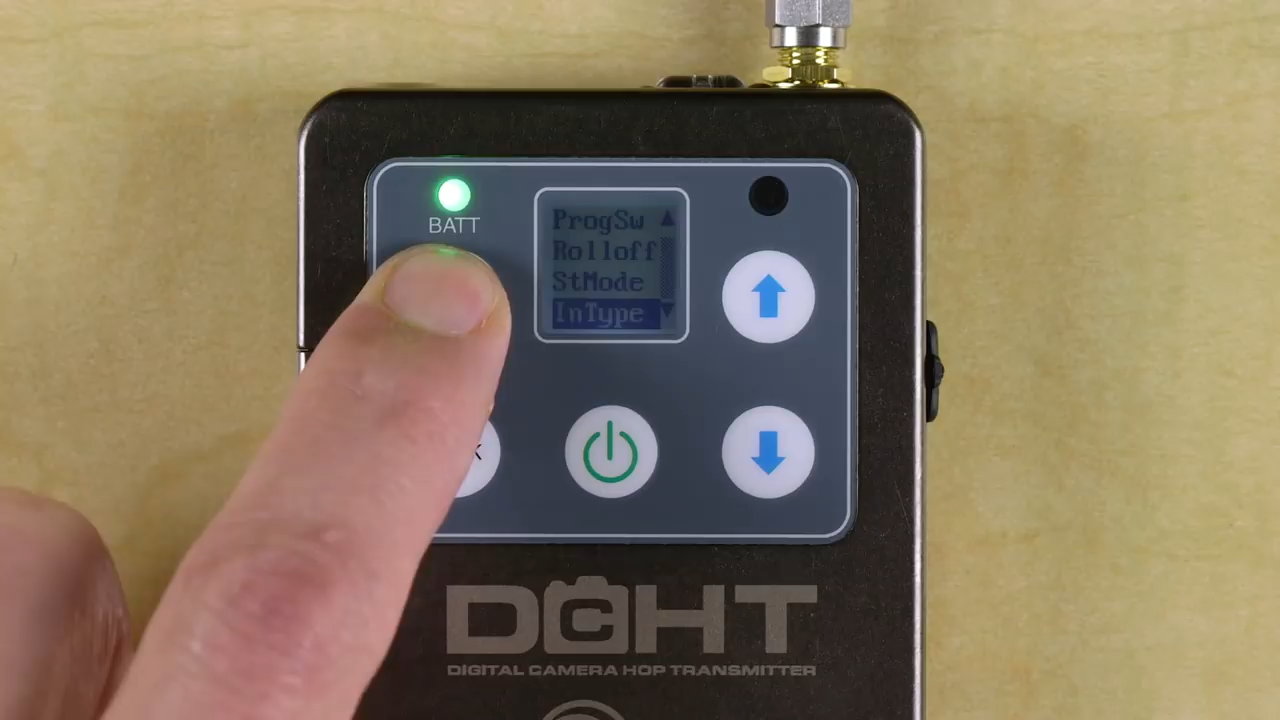 BATT
ProgSw
Rolloff
StMode
InType
DCHT
DIGITAL CAMERA HOP TRANSMITTER